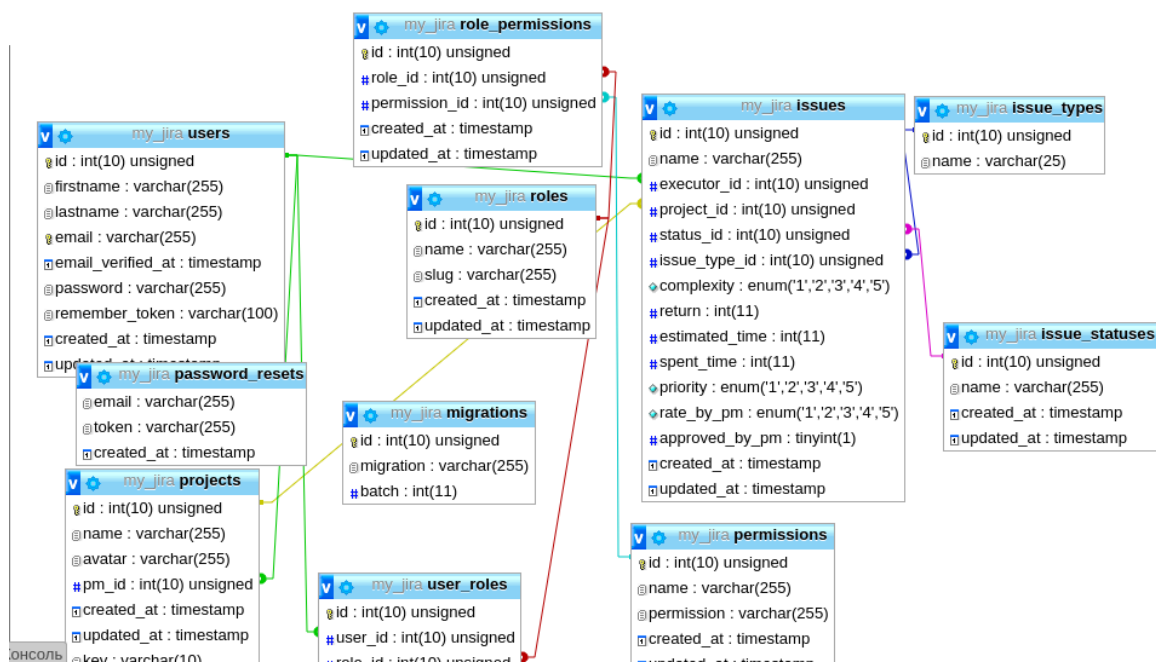 my_jira role_permissions
id : int(10) unsigned
role_id : int(10) unsigned
permission_id : int(10) unsigned
created_at : timestamp
updated_at : timestamp
my_jira users
id : int(10) unsigned
firstname : varchar(255)
lastname : varchar(255)
email : varchar(255)
email_verified_at : timestamp
password : varchar(255)
remember_token : varchar(100)
created_at : timestamp
updated_at : timestamp
my_jira roles
id : int(10) unsigned
name : varchar(255)
slug : varchar(255)
created_at : timestamp
updated_at : timestamp
my_jira issues
id : int(10) unsigned
name : varchar(255)
executor_id : int(10) unsigned
project_id : int(10) unsigned
status_id : int(10) unsigned
issue_type_id : int(10) unsigned
complexity : enum('1','2','3','4','5')
return : int(11)
estimated_time : int(11)
spent_time : int(11)
priority : enum('1','2','3','4','5')
rate_by_pm : enum('1','2','3','4','5')
approved_by_pm : tinyint(1)
created_at : timestamp
updated_at : timestamp
my_jira issue_types
id : int(10) unsigned
name : varchar(25)
my_jira issue_statuses
id : int(10) unsigned
name : varchar(255)
created_at : timestamp
updated_at : timestamp
my_jira password_resets
email : varchar(255)
token : varchar(255)
created_at : timestamp
my_jira migrations
id : int(10) unsigned
migration : varchar(255)
batch : int(11)
my_jira projects
id : int(10) unsigned
name : varchar(255)
avatar : varchar(255)
pm_id : int(10) unsigned
created_at : timestamp
updated_at : timestamp
key : varchar(10)
my_jira user_roles
id : int(10) unsigned
user_id : int(10) unsigned
role_id : int(10) unsigned
my_jira permissions
id : int(10) unsigned
name : varchar(255)
permission : varchar(255)
created_at : timestamp
updated_at : timestamp
Консоль